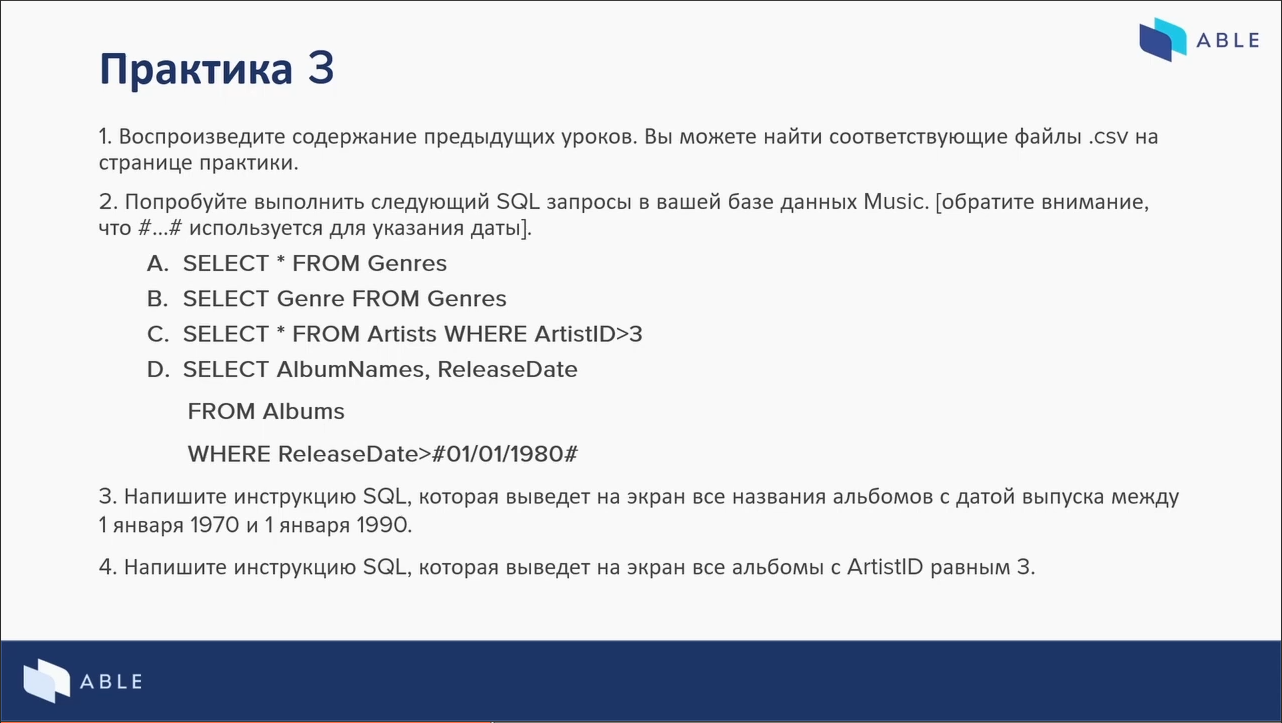 ABLE
Практика 3
1. Воспроизведите содержание предыдущих уроков. Вы можете найти соответствующие файлы .csv на
странице практики.
2. Попробуйте выполнить следующий SQL запросы в вашей базе данных Music. [обратите внимание,
что #...# используется для указания даты].
A. SELECT * FROM Genres
B. SELECT Genre FROM Genres
C. SELECT * FROM Artists WHERE ArtistID>3
D. SELECT AlbumNames, ReleaseDate
FROM Albums
WHERE ReleaseDate>#01/01/1980#
3. Напишите инструкцию SQL, которая выведет на экран все названия альбомов с датой выпуска между
1 января 1970 и 1 января 1990.
4. Напишите инструкцию SQL, которая выведет на экран все альбомы с ArtistID равным 3.
ABLE